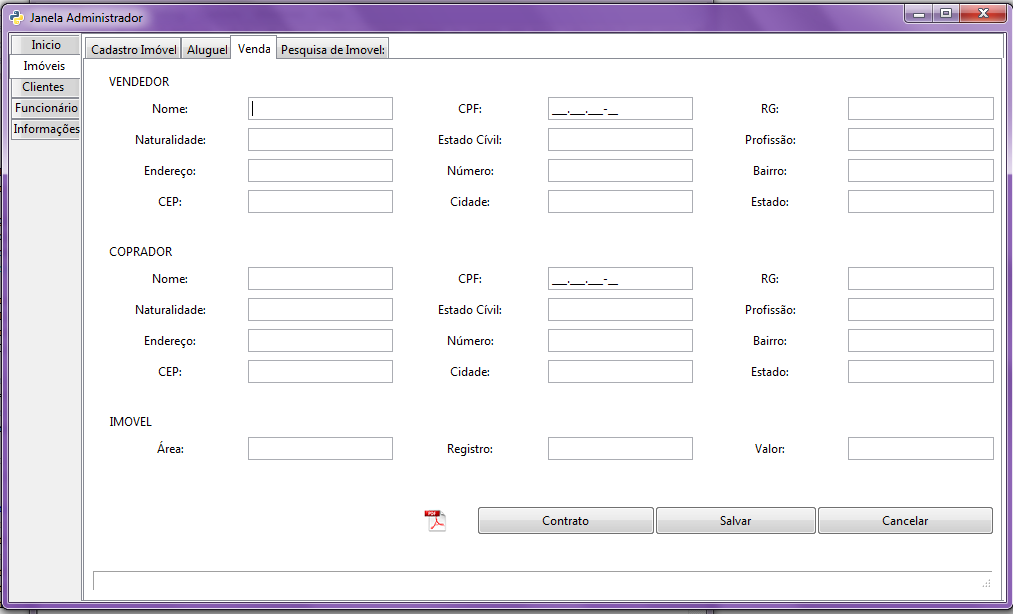 Janela Administrador
Inicio
Imóveis
Clientes
Funcionário
Informações
Cadastro Imóvel Aluguel Venda Pesquisa de Imovel:
VENDEDOR
Nome: CPF: ___.___.___-__ RG:
Naturalidade: Estado Cívil: Profissão:
Endereço: Número: Bairro:
CEP: Cidade: Estado:
COPRADOR
Nome: CPF: ___.___.___-__ RG:
Naturalidade: Estado Cívil: Profissão:
Endereço: Número: Bairro:
CEP: Cidade: Estado:
IMOVEL
Área: Registro: Valor:
PDF Contrato Salvar Cancelar